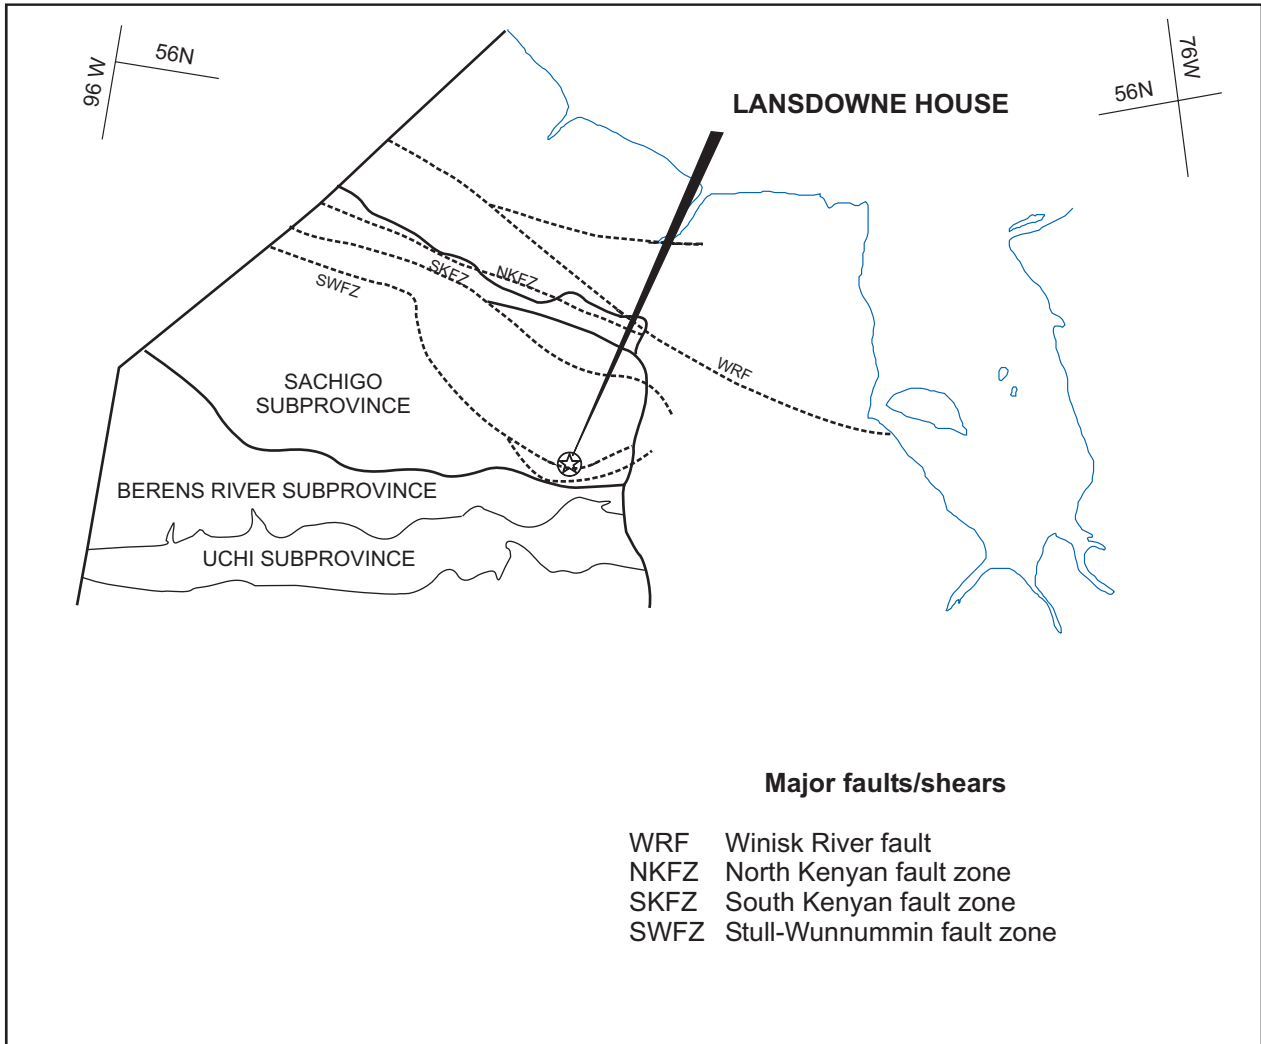 96 W
56N
76W
56N
LANSDOWNE HOUSE
NKFZ
SKFZ
SWFZ
WRF
SACHIGO
SUBPROVINCE
BERENS RIVER SUBPROVINCE
UCHI SUBPROVINCE
Major faults/shears
WRF Winisk River fault
NKFZ North Kenyan fault zone
SKFZ South Kenyan fault zone
SWFZ Stull-Wunnummin fault zone